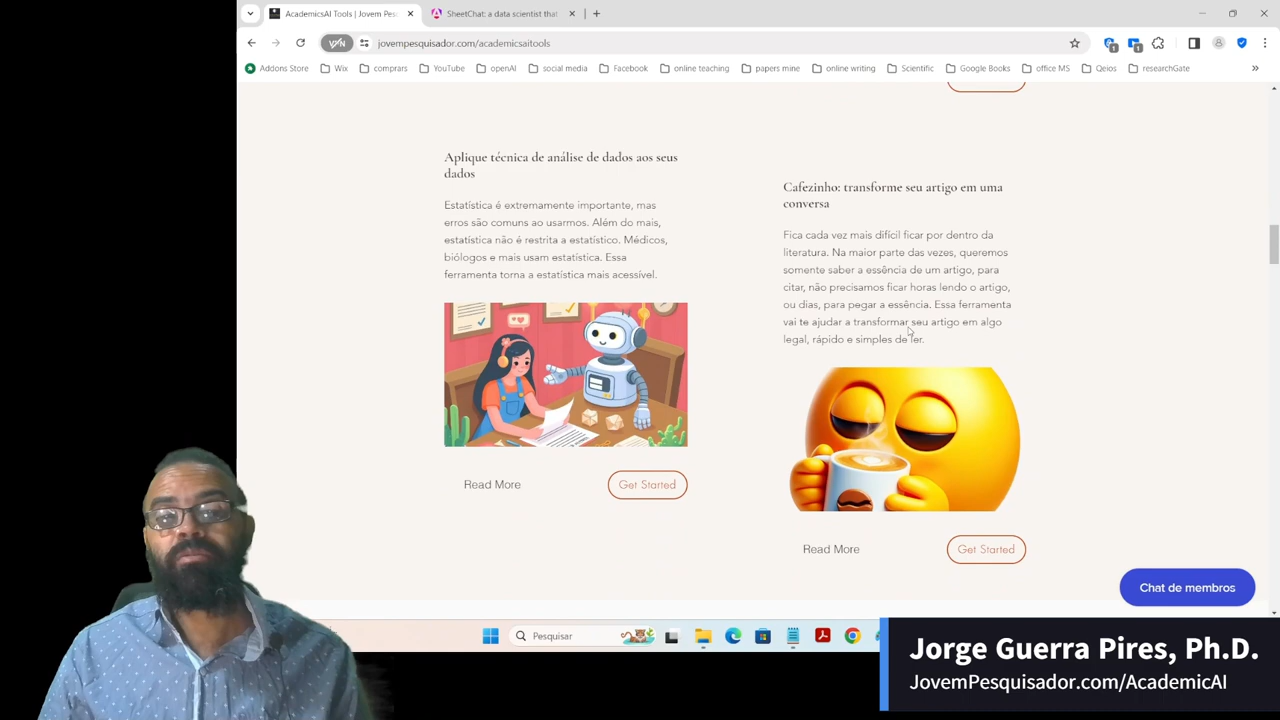 AcademicsAI Tools | Jovem Pes
SheetChat: a data scientist that
VPN
jovempesquisador.com/academicsaitools
1
1
Addons Store
Wix
comprars
YouTube
openAI
social media
Facebook
online teaching
papers mine
online writing
Scientific
Google Books
office MS
Qeios
researchGate
Aplique técnica de análise de dados aos seus
dados
Estatística é extremamente importante, mas
erros são comuns ao usarmos. Além do mais,
estatística não é restrita a estatístico. Médicos,
biólogos e mais usam estatística. Essa
ferramenta torna a estatística mais acessível.
Read More
Get Started
Cafezinho: transforme seu artigo em uma
conversa
Fica cada vez mais difícil ficar por dentro da
literatura. Na maior parte das vezes, queremos
somente saber a essência de um artigo, para
citar, não precisamos ficar horas lendo o artigo,
ou dias, para pegar a essência. Essa ferramenta
vai te ajudar a transformar seu artigo em algo
legal, rápido e simples de ler.
Read More
Get Started
Chat de membros
Pesquisar
Jorge Guerra Pires, Ph.D.
JovemPesquisador.com/AcademicAI